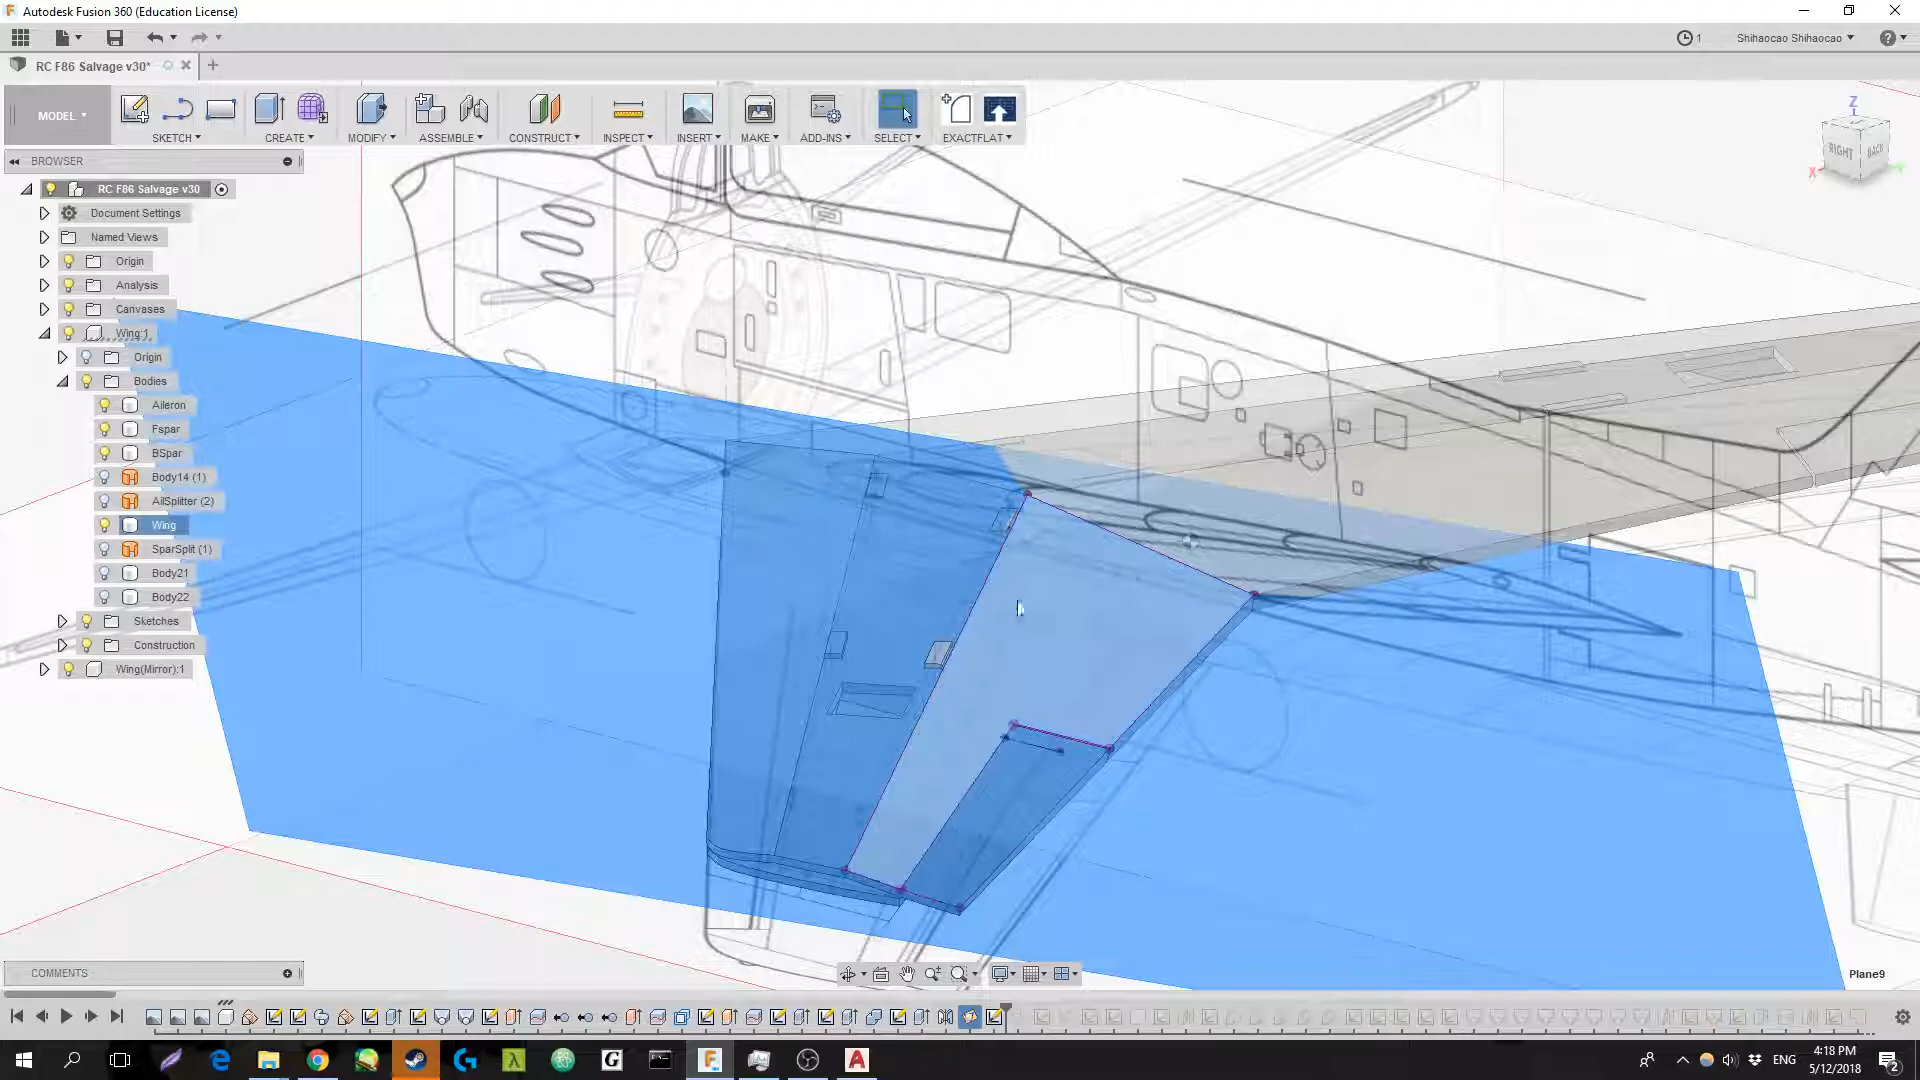 Autodesk Fusion 360 (Education License)
1
Shihaocao Shihaocao
RC F86 Salvage v30*
MODEL
SKETCH
CREATE
MODIFY
ASSEMBLE
CONSTRUCT
INSPECT
INSERT
MAKE
ADD-INS
SELECT
EXACTFLAT
Z
RIGHT
BACK
X
BROWSER
RC F86 Salvage v30
Document Settings
Named Views
Origin
Analysis
Canvases
Wing:1
Origin
Bodies
Aileron
Fspar
BSpar
Body14 (1)
AilSplitter (2)
Wing
SparSplit (1)
Body21
Body22
Sketches
Construction
Wing(Mirror):1
COMMENTS
Plane9
ENG
4:18 PM
5/12/2018
2